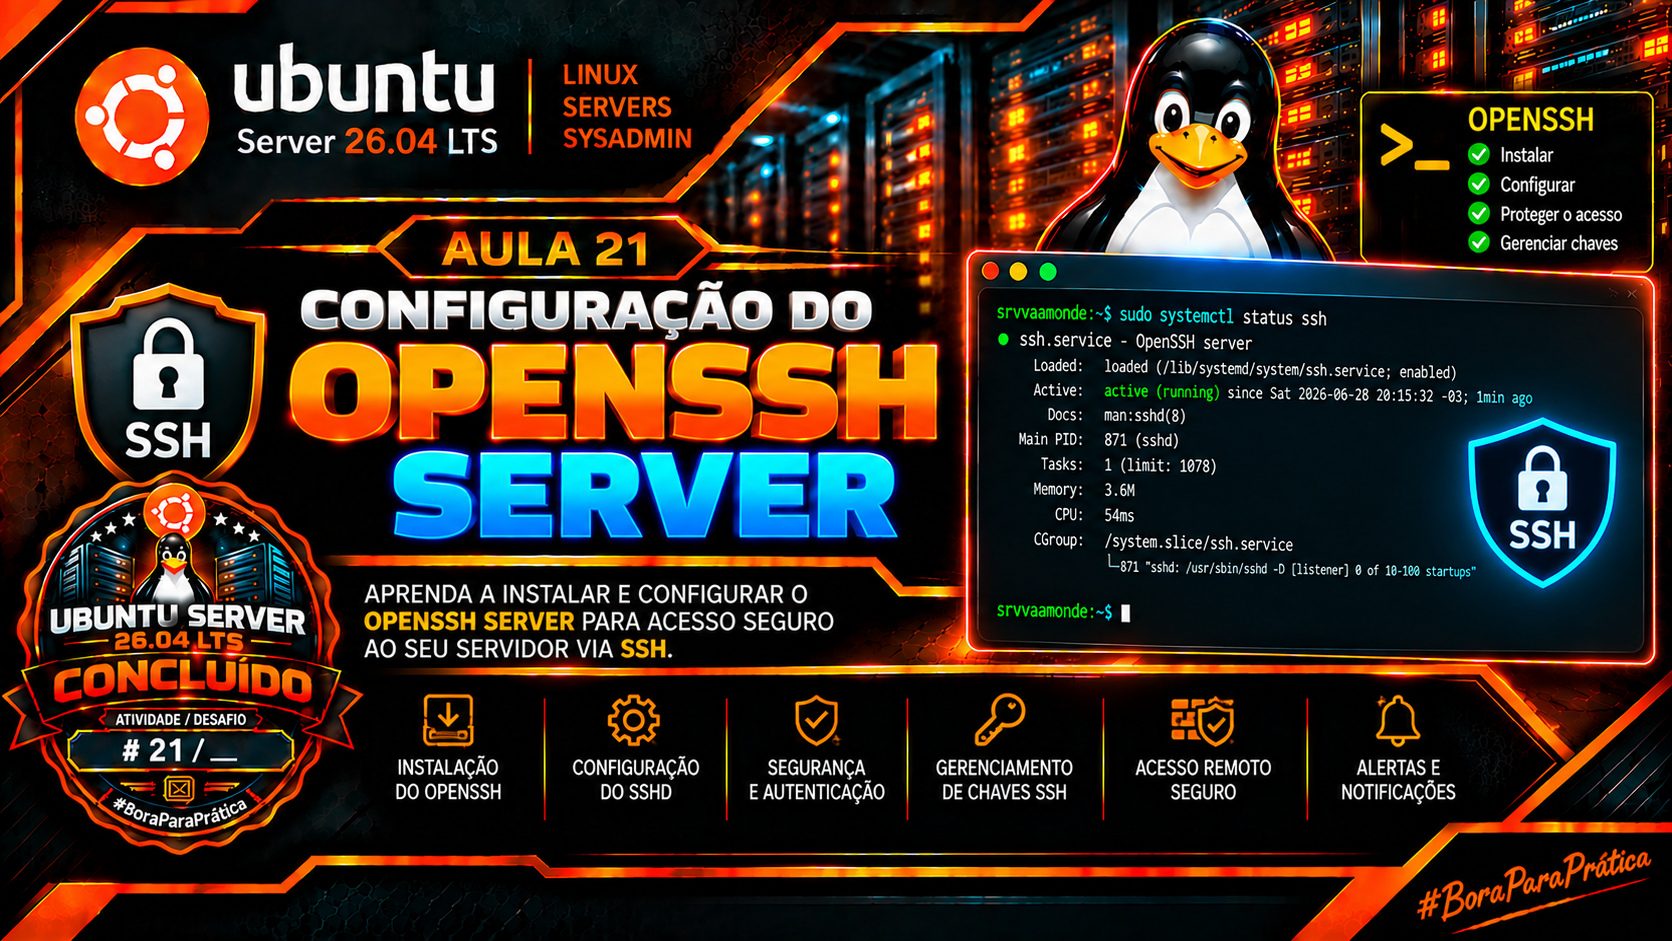 ubuntu
Server 26.04 LTS
LINUX
SERVERS
SYSADMIN
>_
OPENSSH
Instalar
Configurar
Proteger o acesso
Gerenciar chaves
AULA 21
CONFIGURAÇÃO DO
OPENSSH
SERVER
SSH
srvvaamonde:~$ sudo systemctl status ssh
ssh.service - OpenSSH server
Loaded: loaded (/lib/systemd/system/ssh.service; enabled)
Active: active (running) since Sat 2026-06-28 20:15:32 -03; 1min ago
Docs: man:sshd(8)
Main PID: 871 (sshd)
Tasks: 1 (limit: 1078)
Memory: 3.6M
CPU: 54ms
CGroup: /system.slice/ssh.service
└─871 "sshd: /usr/sbin/sshd -D [listener] 0 of 10-100 startups"
srvvaamonde:~$
SSH
UBUNTU SERVER
26.04 LTS
CONCLUÍDO
ATIVIDADE / DESAFIO
# 21 / __
#BoraParaPrática
APRENDA A INSTALAR E CONFIGURAR O
OPENSSH SERVER PARA ACESSO SEGURO
AO SEU SERVIDOR VIA SSH.
INSTALAÇÃO
DO OPENSSH
CONFIGURAÇÃO
DO SSHD
SEGURANÇA
E AUTENTICAÇÃO
GERENCIAMENTO
DE CHAVES SSH
ACESSO REMOTO
SEGURO
ALERTAS E
NOTIFICAÇÕES
#BoraParaPrática